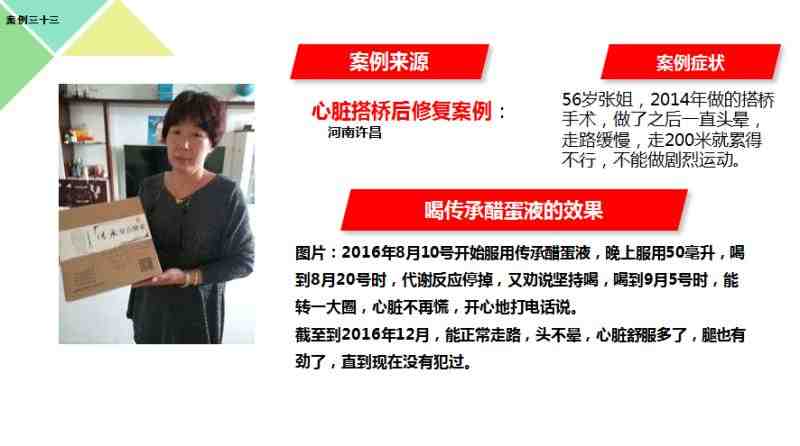 案例三十三
案例来源
心脏搭桥后修复案例：
河南许昌
案例症状
56岁张姐，2014年做的搭桥
手术，做了之后一直头晕，
走路缓慢，走200米就累得
不行，不能做剧烈运动。
喝传承醋蛋液的效果
图片：2016年8月10号开始服用传承醋蛋液，晚上服用50毫升，喝
到8月20号时，代谢反应停掉，又劝说坚持喝，喝到9月5号时，能
转一大圈，心脏不再慌，开心地打电话说。
截至到2016年12月，能正常走路，头不晕，心脏舒服多了，腿也有
劲了，直到现在没有犯过。